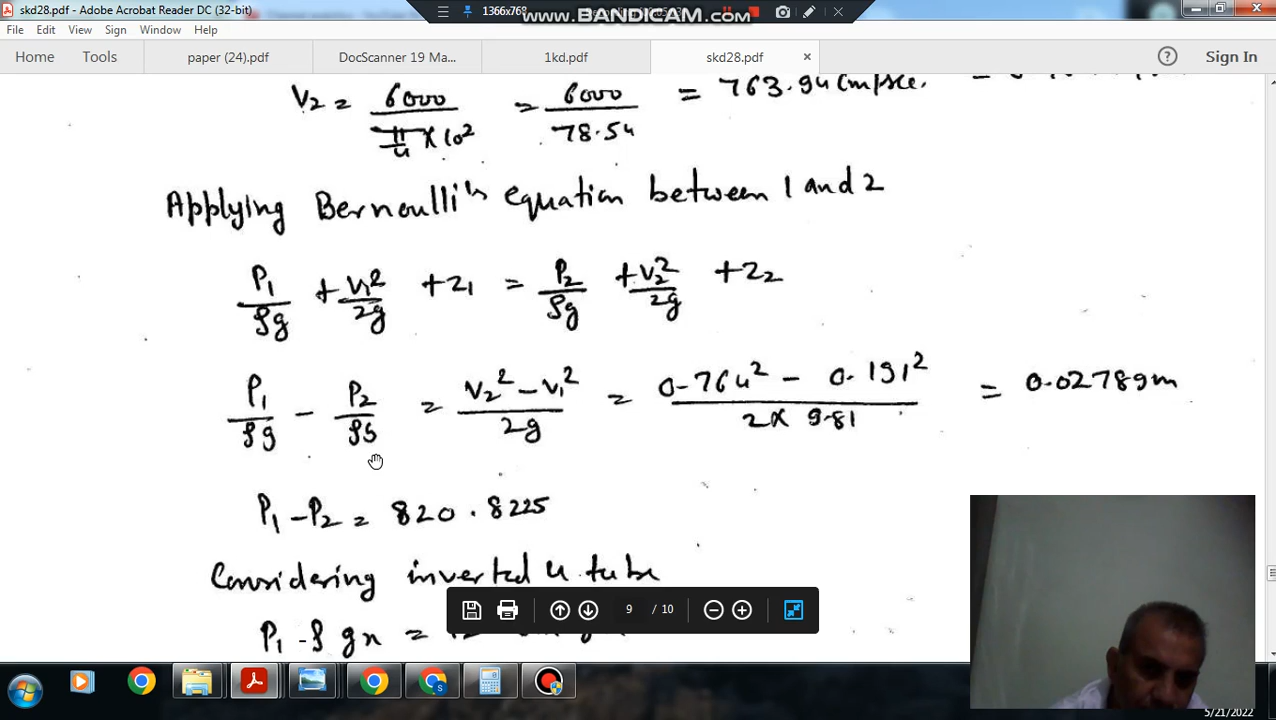 skd28.pdf - Adobe Acrobat Reader DC (32-bit)
1366x768
www.BANDICAM.com
File Edit View Sign Window Help
Home Tools paper (24).pdf DocScanner 19 Ma... 1kd.pdf skd28.pdf × Sign In
V2 = 6000 / π/4 × 10² = 6000 / 78.54 = 763.94 cm/sec.
Applying Bernoulli's equation between 1 and 2
P1/ρg + V1²/2g + Z1 = P2/ρg + V2²/2g + Z2
P1/ρg - P2/ρg = V2² - V1² / 2g = 0.764² - 0.191² / 2 × 9.81 = 0.02789m
P1 - P2 = 820.8225
Considering inverted U tube
P1 - ρgx =
9 / 10
5/21/2022